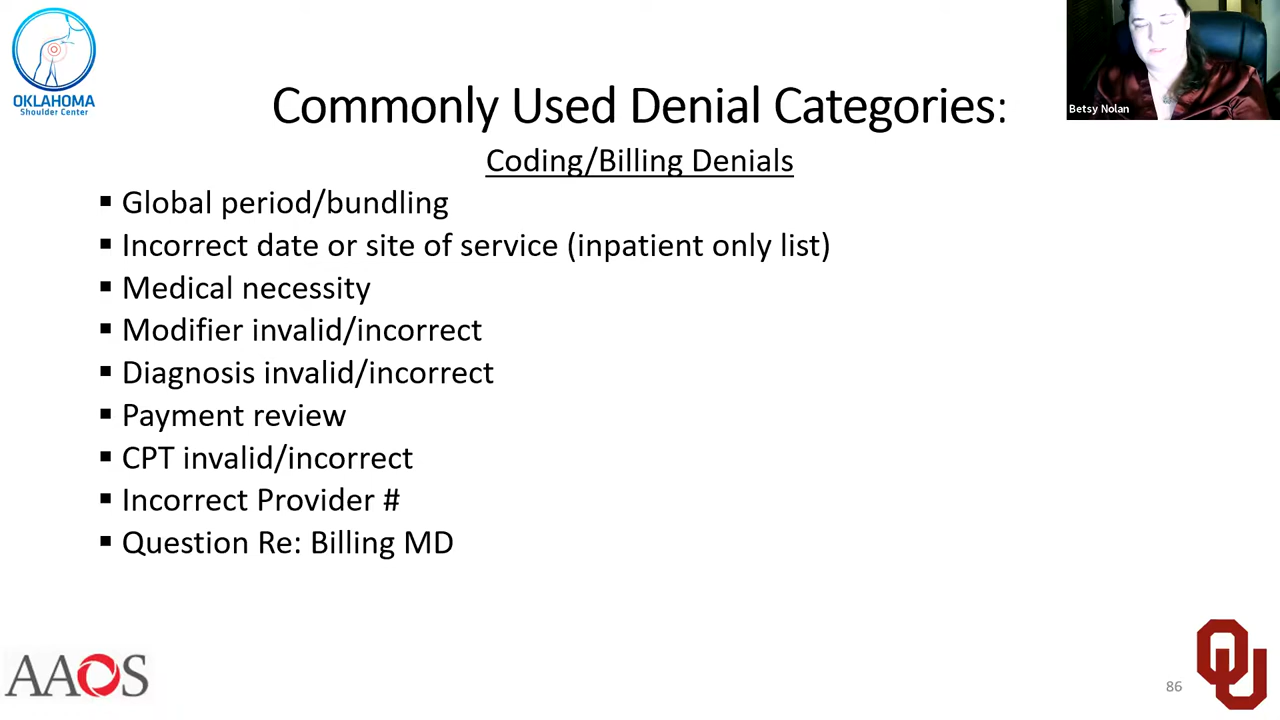 OKLAHOMA
Shoulder Center
Betsy Nolan
Commonly Used Denial Categories:
Coding/Billing Denials
▪ Global period/bundling
▪ Incorrect date or site of service (inpatient only list)
▪ Medical necessity
▪ Modifier invalid/incorrect
▪ Diagnosis invalid/incorrect
▪ Payment review
▪ CPT invalid/incorrect
▪ Incorrect Provider #
▪ Question Re: Billing MD
AAOS
86
OU